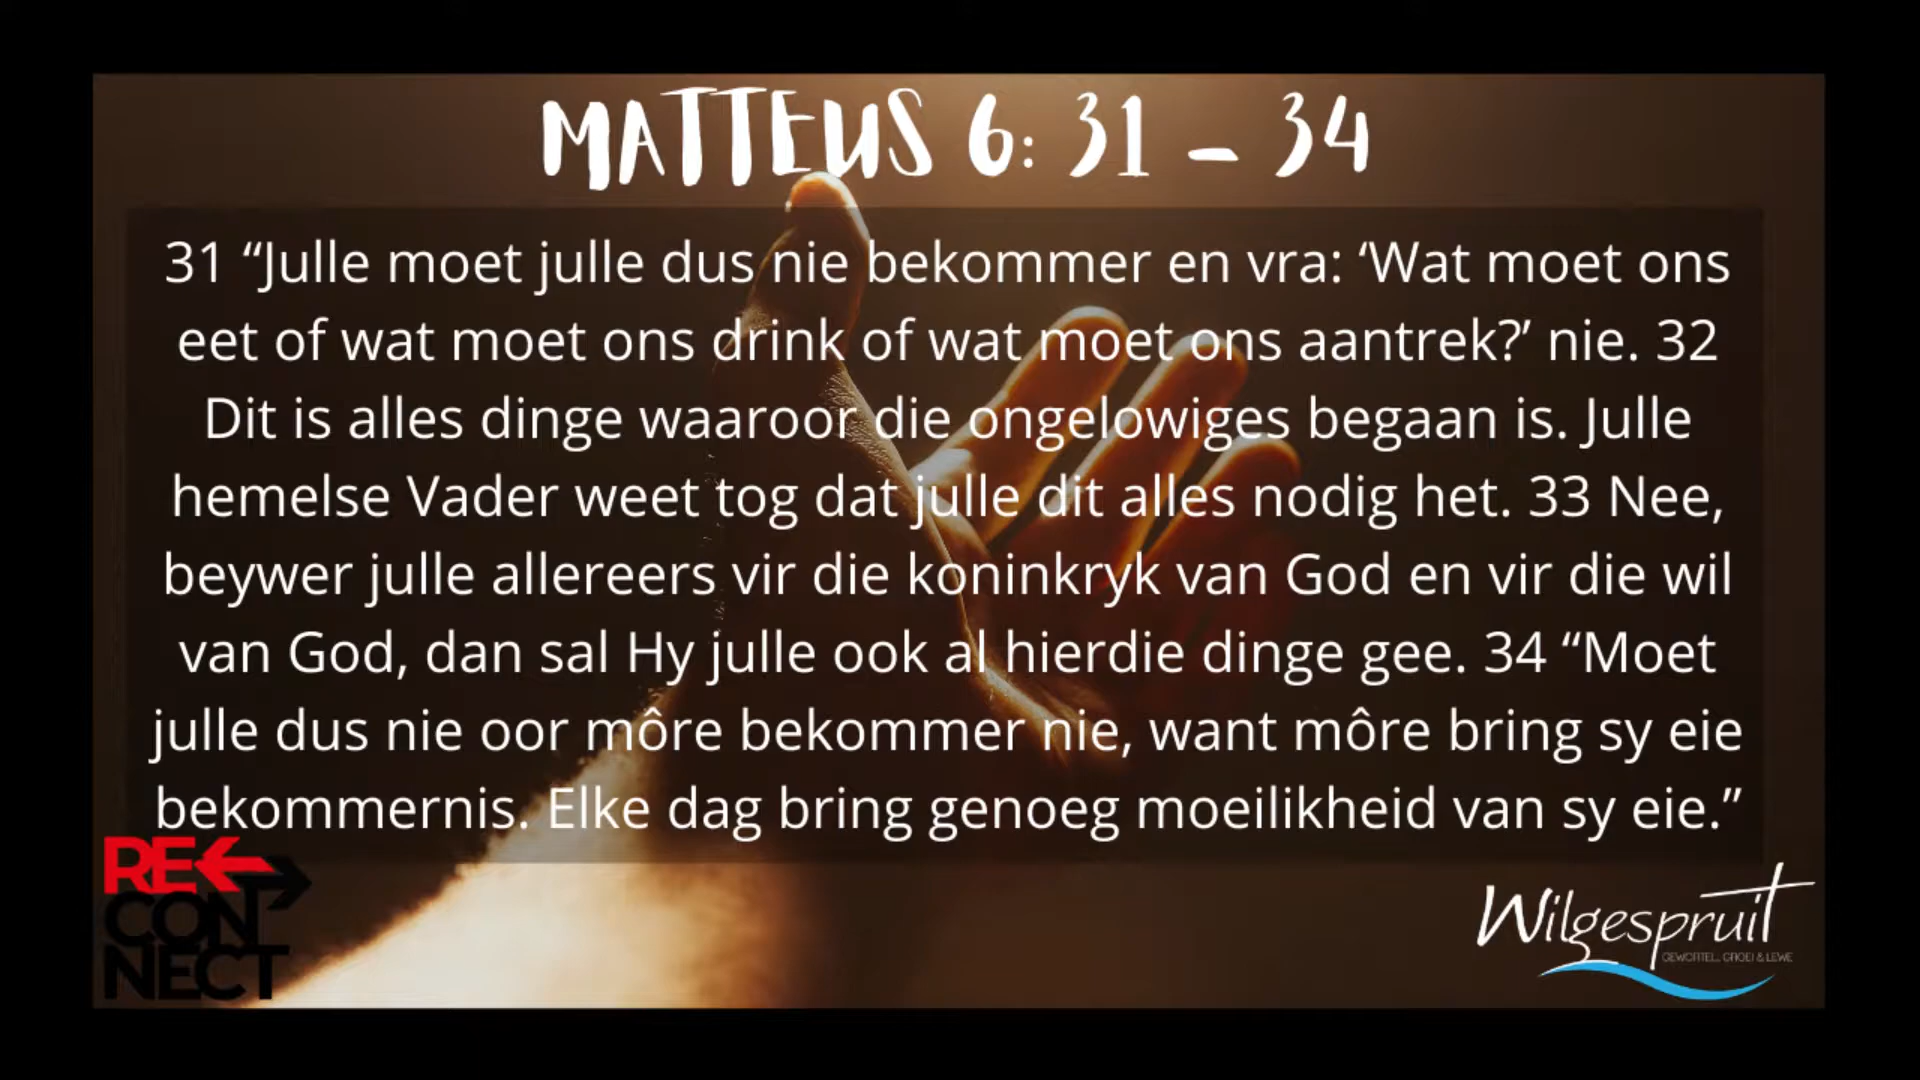 MATTEUS 6: 31 - 34
31 “Julle moet julle dus nie bekommer en vra: ‘Wat moet ons
eet of wat moet ons drink of wat moet ons aantrek?’ nie. 32
Dit is alles dinge waaroor die ongelowiges begaan is. Julle
hemelse Vader weet tog dat julle dit alles nodig het. 33 Nee,
beywer julle allereers vir die koninkryk van God en vir die wil
van God, dan sal Hy julle ook al hierdie dinge gee. 34 “Moet
julle dus nie oor môre bekommer nie, want môre bring sy eie
bekommernis. Elke dag bring genoeg moeilikheid van sy eie.”
RE
CON
NECT
Wilgespruit
GEWORTEL, GROEI & LEWE